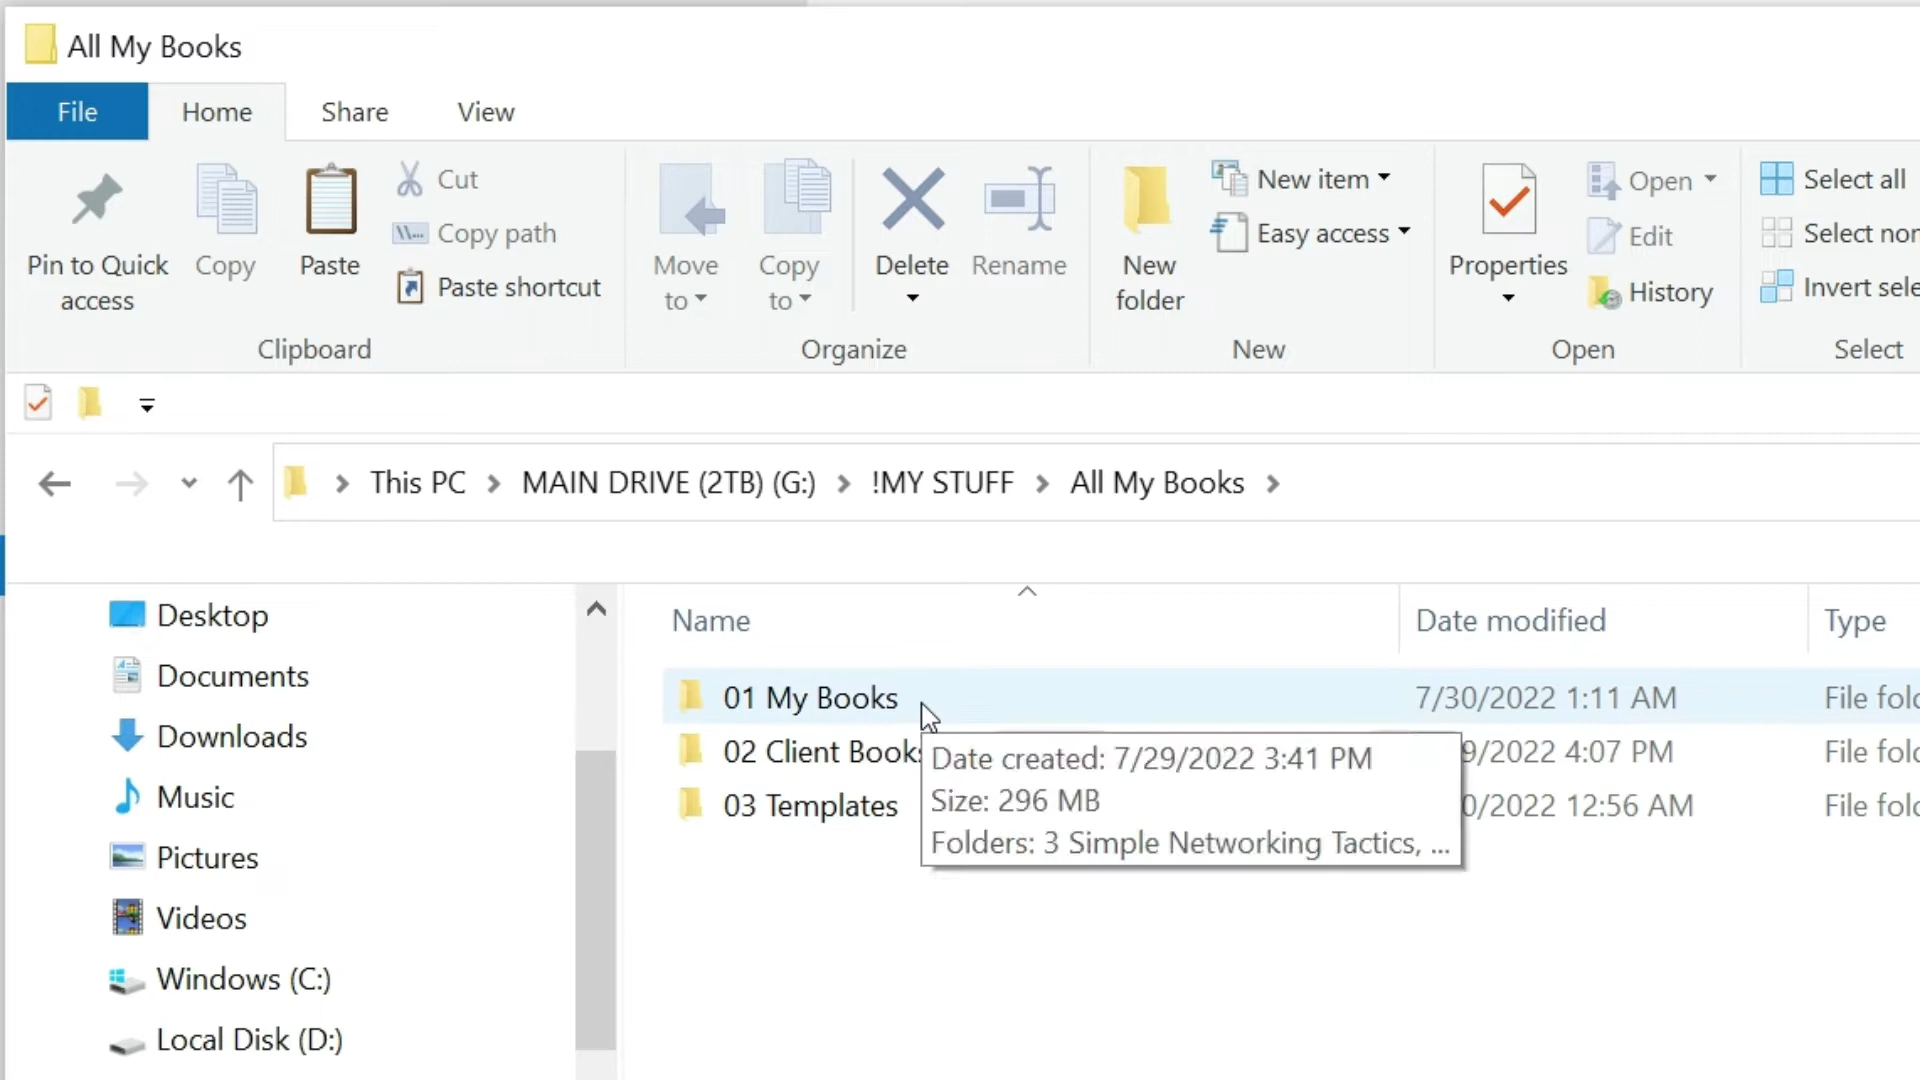 All My Books
File Home Share View
Pin to Quick access
Copy
Paste
Cut
Copy path
Paste shortcut
Clipboard
Move to
Copy to
Delete
Rename
Organize
New folder
New item
Easy access
New
Properties
Open
Edit
History
Open
Select all
Select non
Invert sele
Select
This PC > MAIN DRIVE (2TB) (G:) > !MY STUFF > All My Books >
Desktop
Documents
Downloads
Music
Pictures
Videos
Windows (C:)
Local Disk (D:)
Name Date modified Type
01 My Books 7/30/2022 1:11 AM File fol
02 Client Books 9/2022 4:07 PM File fol
03 Templates 0/2022 12:56 AM File fol
Date created: 7/29/2022 3:41 PM
Size: 296 MB
Folders: 3 Simple Networking Tactics, ...